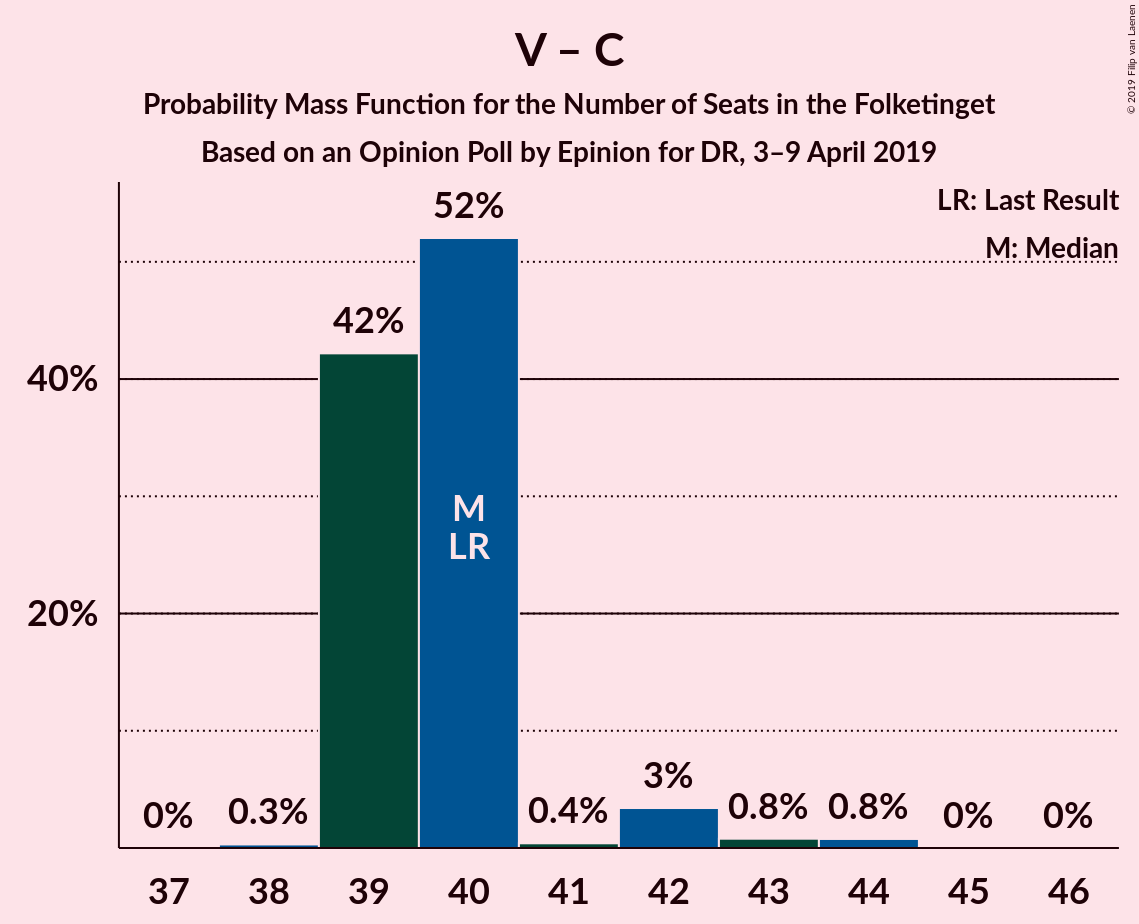 V – C
Probability Mass Function for the Number of Seats in the Folketinget
Based on an Opinion Poll by Epinion for DR, 3–9 April 2019
© 2019 Filip van Laenen
LR: Last Result
M: Median
52%
42%
40%
M
LR
20%
3%
0%
0.3%
0.4%
0.8%
0.8%
0%
0%
37
38
39
40
41
42
43
44
45
46